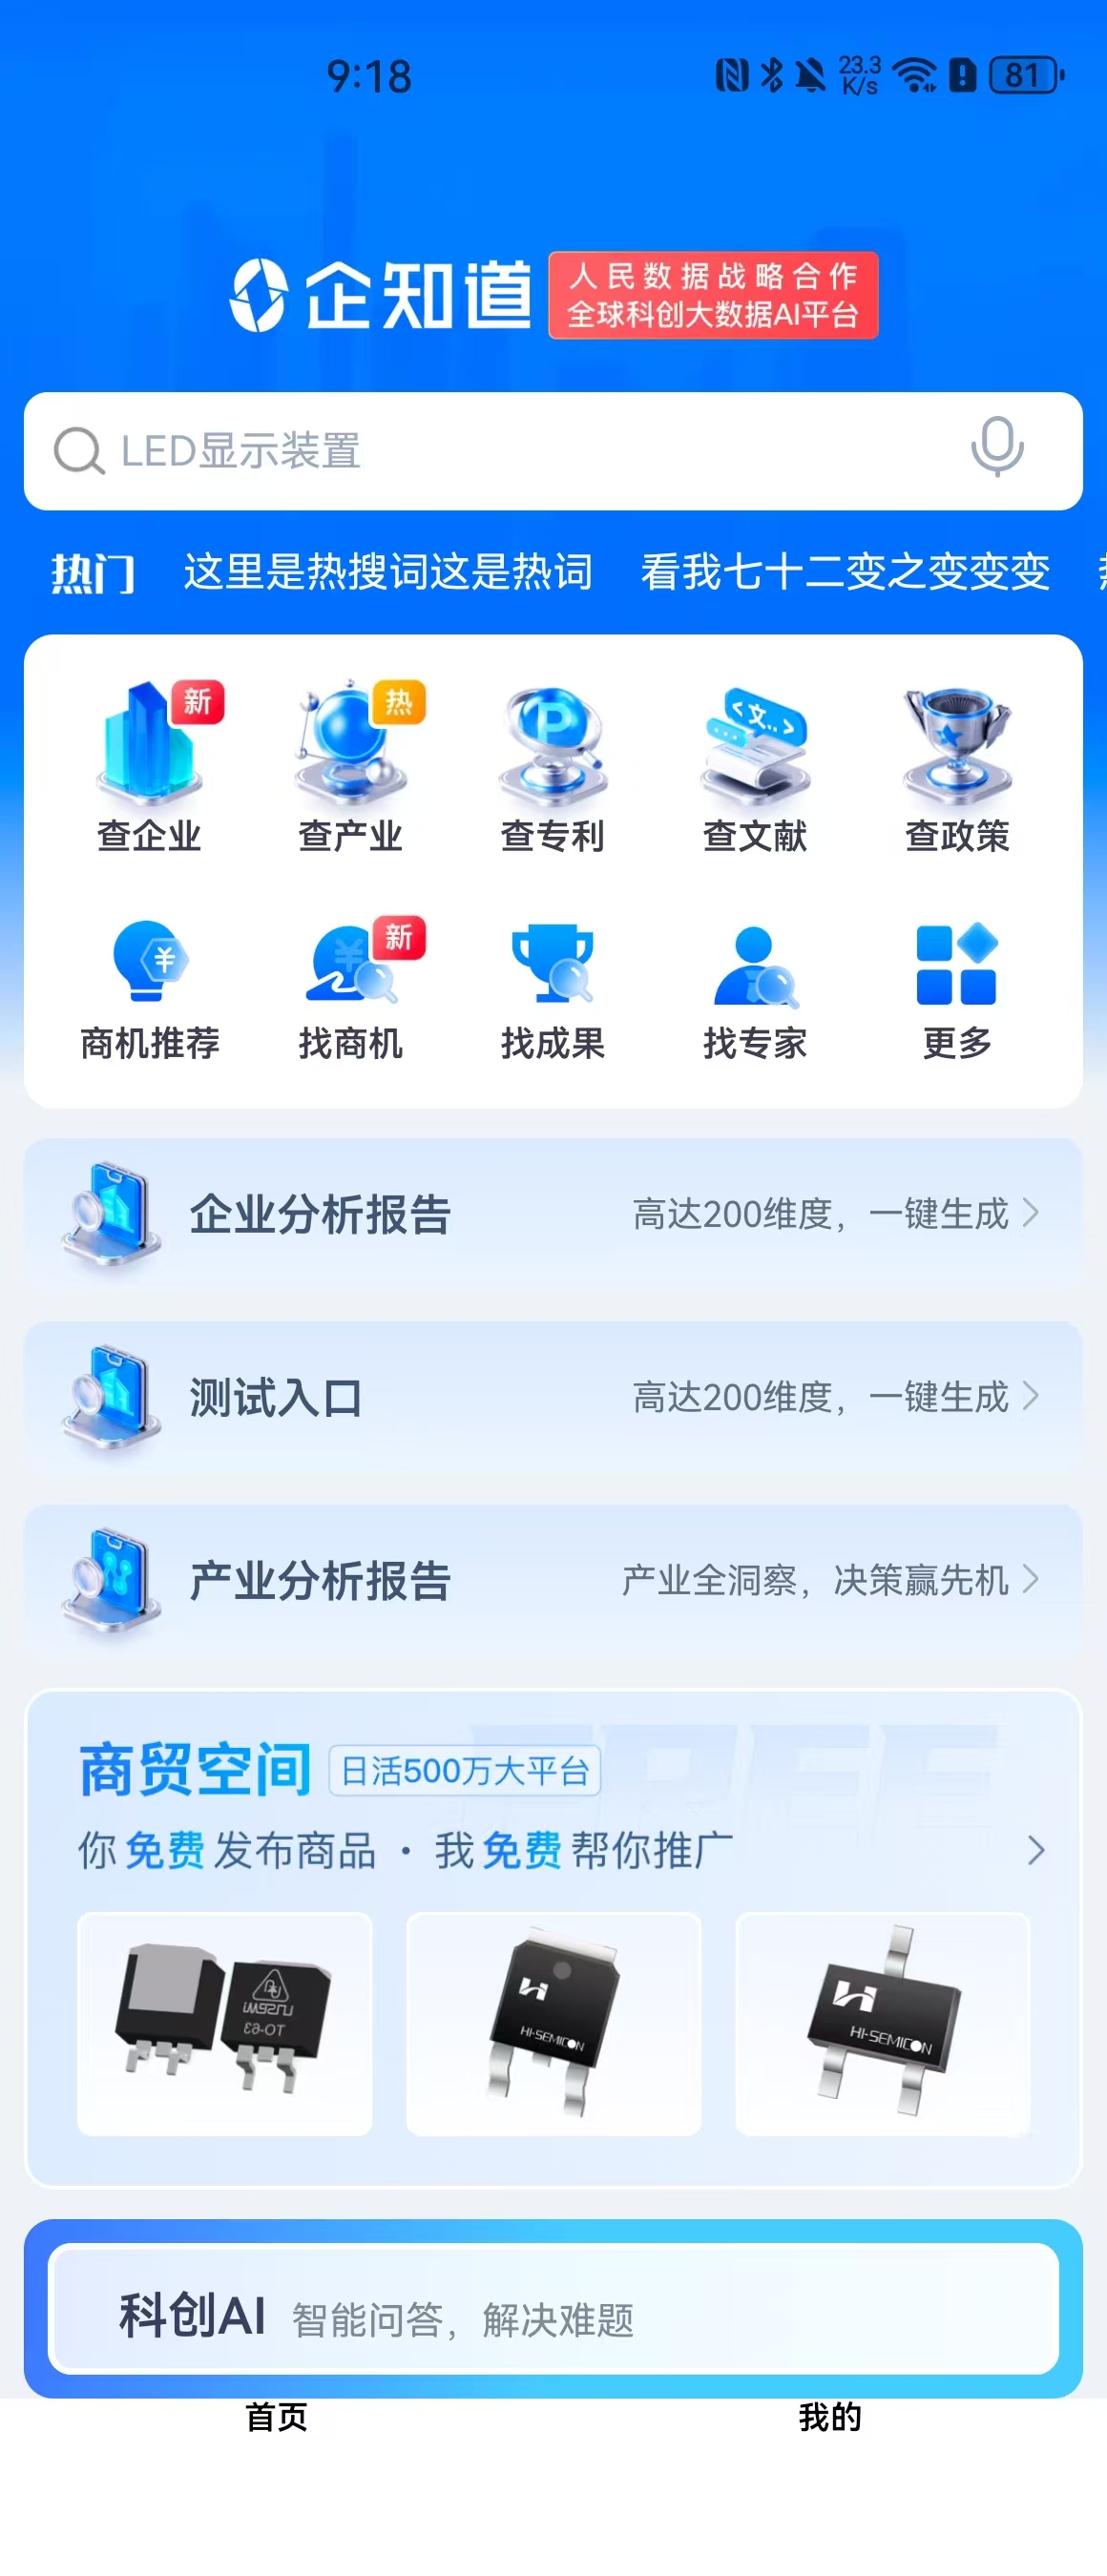 9:18
23.3
K/s
81
企知道
人民数据战略合作
全球科创大数据AI平台
LED显示装置
热门 这里是热搜词这是热词 看我七十二变之变变变
新 热
查企业 查产业 查专利 查文献 查政策
新
商机推荐 找商机 找成果 找专家 更多
企业分析报告 高达200维度，一键生成
测试入口 高达200维度，一键生成
产业分析报告 产业全洞察，决策赢先机
商贸空间 日活500万大平台
你免费发布商品 · 我免费帮你推广
TO-63
HI-SEMICON
HI-SEMICON
科创AI 智能问答，解决难题
首页 我的